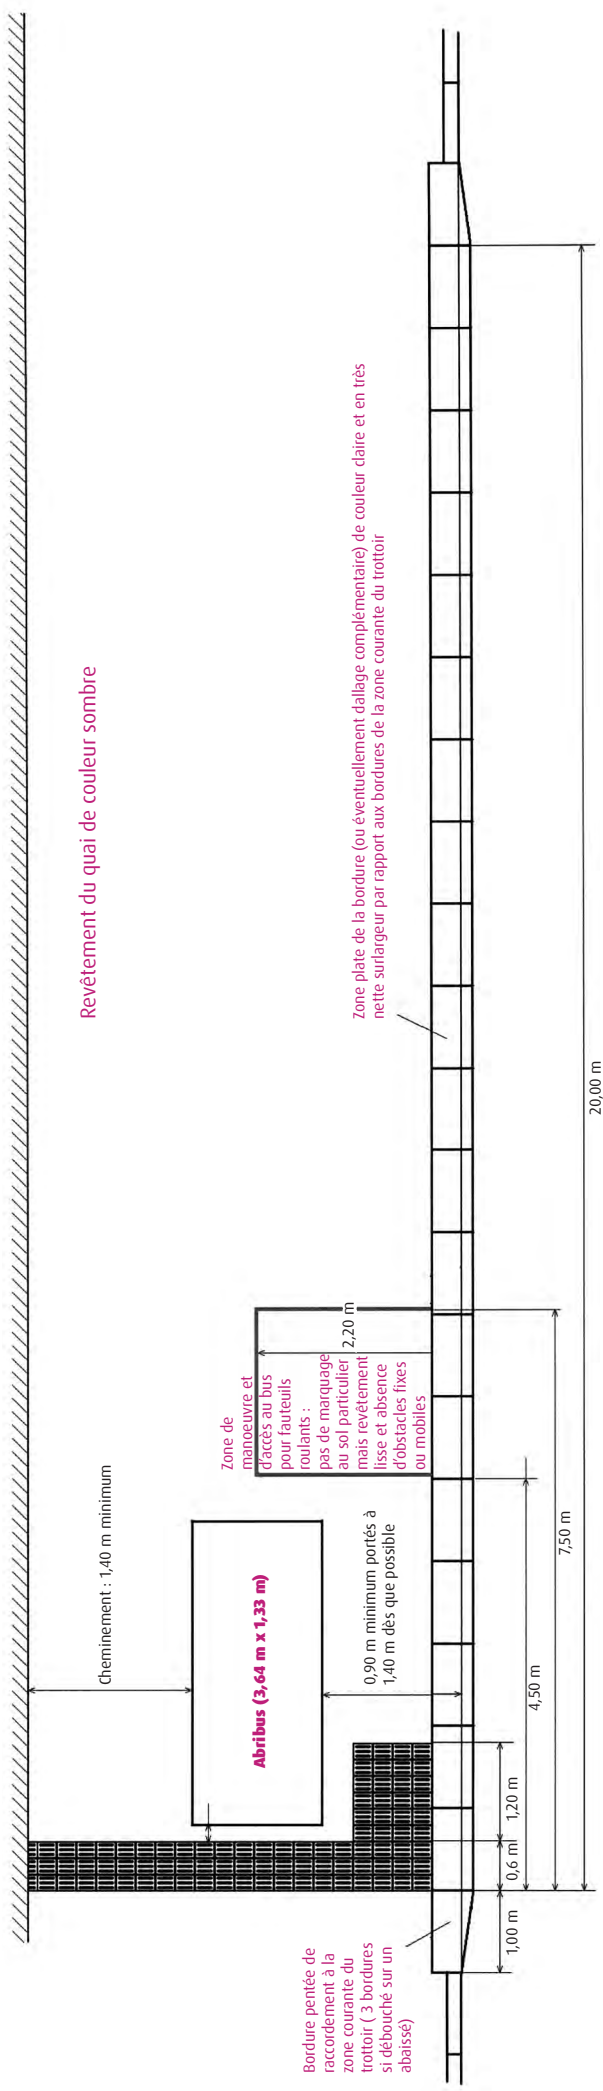 Revêtement du quai de couleur sombre
Cheminement : 1,40 m minimum
Abribus (3,64 m x 1,33 m)
Zone de
manoeuvre et
d'accès au bus
pour fauteuils
roulants :
pas de marquage
au sol particulier
mais revêtement
lisse et absence
d'obstacles fixes
ou mobiles
2,20 m
Zone plate de la bordure (ou éventuellement dallage complémentaire) de couleur claire et en très
nette surlargeur par rapport aux bordures de la zone courante du trottoir
0,90 m minimum portés à
1,40 m dès que possible
Bordure pentée de
raccordement à la
zone courante du
trottoir ( 3 bordures
si débouché sur un
abaissé)
1,00 m
0,6 m
1,20 m
4,50 m
7,50 m
20,00 m